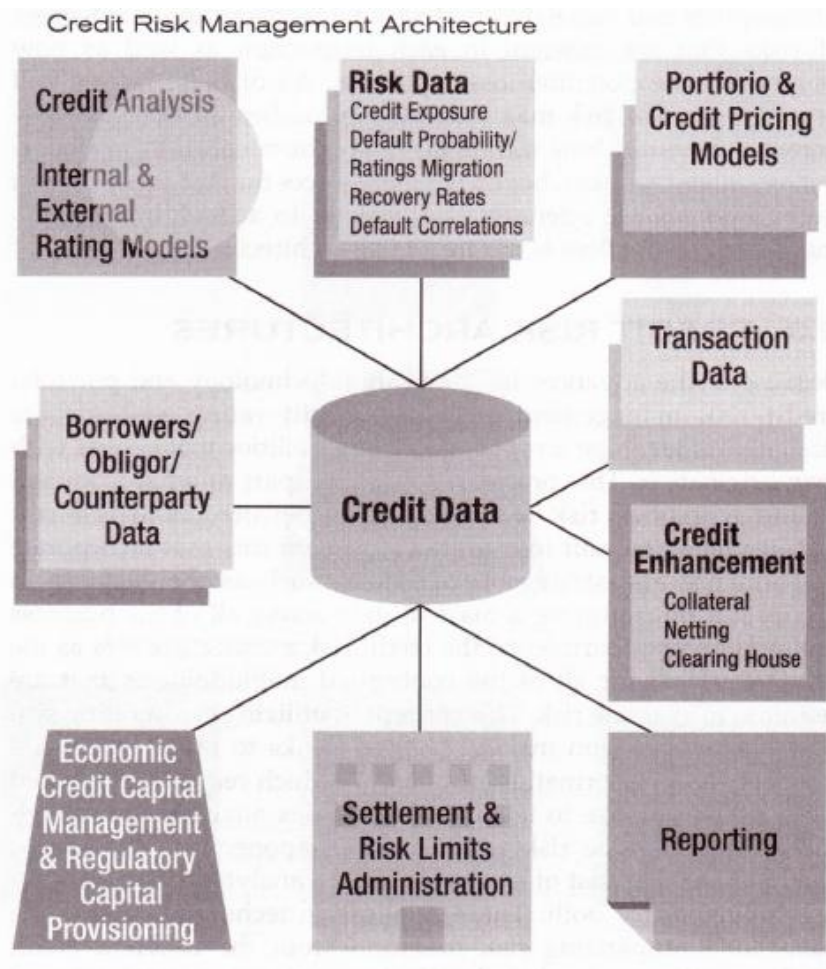 Credit Risk Management Architecture
Credit Analysis
Internal &
External
Rating Models
Risk Data
Credit Exposure
Default Probability/
Ratings Migration
Recovery Rates
Default Correlations
Portforio &
Credit Pricing
Models
Transaction
Data
Borrowers/
Obligor/
Counterparty
Data
Credit Data
Credit
Enhancement
Collateral
Netting
Clearing House
Economic
Credit Capital
Management
& Regulatory
Capital
Provisioning
Settlement &
Risk Limits
Administration
Reporting